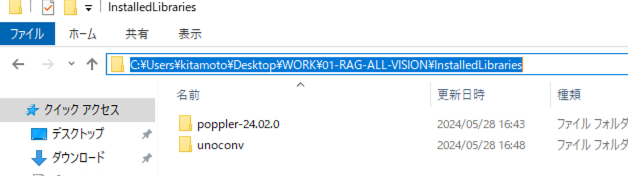 InstalledLibraries
ファイル ホーム 共有 表示
C:¥Users¥kitamoto¥Desktop¥WORK¥01-RAG-ALL-VISION¥InstalledLibraries
名前 更新日時 種類
クイック アクセス
poppler-24.02.0 2024/05/28 16:43 ファイル フォルダ
デスクトップ
unoconv 2024/05/28 16:48 ファイル フォルダ
ダウンロード